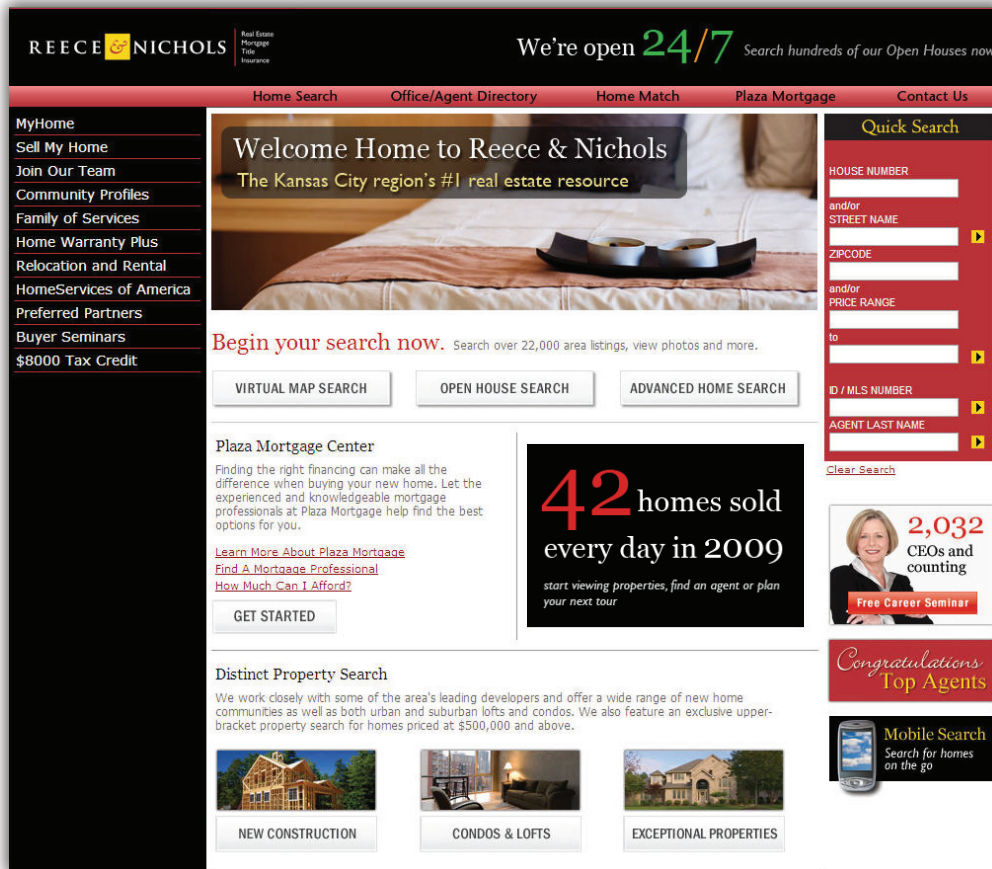 REECE & NICHOLS
Real Estate
Mortgage
Title
Insurance
We're open 24/7 Search hundreds of our Open Houses now
Home Search Office/Agent Directory Home Match Plaza Mortgage Contact Us
MyHome
Sell My Home
Join Our Team
Community Profiles
Family of Services
Home Warranty Plus
Relocation and Rental
HomeServices of America
Preferred Partners
Buyer Seminars
$8000 Tax Credit
Welcome Home to Reece & Nichols
The Kansas City region's #1 real estate resource
Begin your search now. Search over 22,000 area listings, view photos and more.
VIRTUAL MAP SEARCH OPEN HOUSE SEARCH ADVANCED HOME SEARCH
Plaza Mortgage Center
Finding the right financing can make all the
difference when buying your new home. Let the
experienced and knowledgeable mortgage
professionals at Plaza Mortgage help find the best
options for you.
Learn More About Plaza Mortgage
Find A Mortgage Professional
How Much Can I Afford?
GET STARTED
42 homes sold
every day in 2009
start viewing properties, find an agent or plan
your next tour
Distinct Property Search
We work closely with some of the area's leading developers and offer a wide range of new home
communities as well as both urban and suburban lofts and condos. We also feature an exclusive upper-
bracket property search for homes priced at $500,000 and above.
NEW CONSTRUCTION CONDOS & LOFTS EXCEPTIONAL PROPERTIES
Quick Search
HOUSE NUMBER
and/or
STREET NAME
ZIPCODE
and/or
PRICE RANGE
to
ID / MLS NUMBER
AGENT LAST NAME
Clear Search
2,032
CEOs and
counting
Free Career Seminar
Congratulations
Top Agents
Mobile Search
Search for homes
on the go